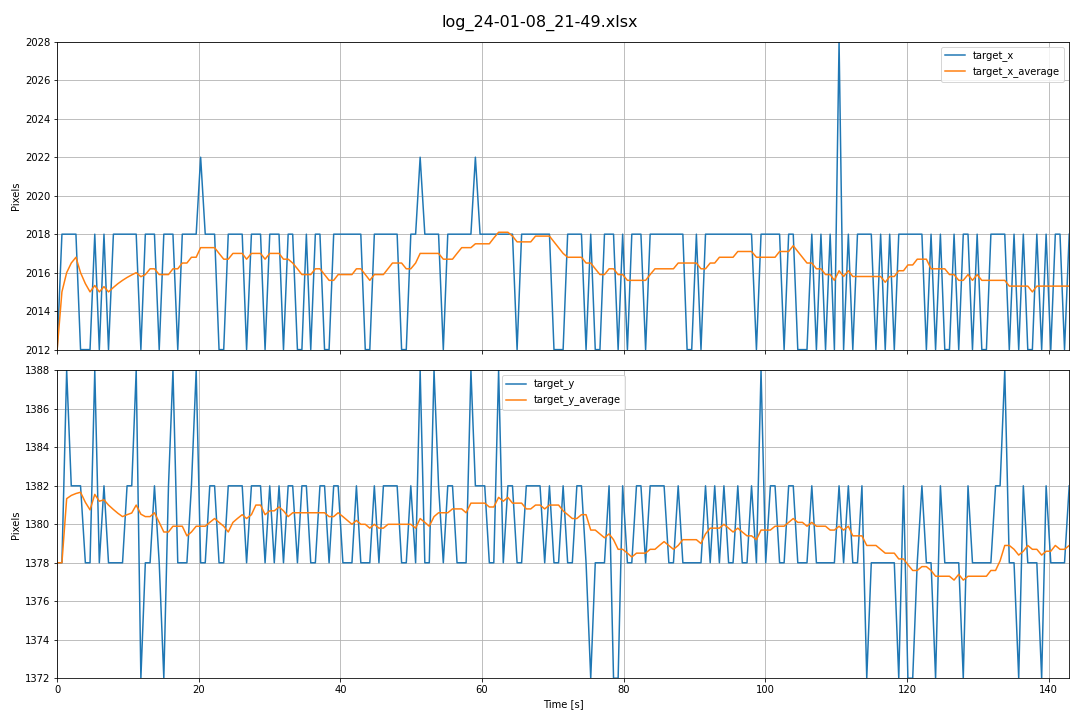 log_24-01-08_21-49.xlsx
2028
2026
2024
2022
2020
2018
2016
2014
2012
Pixels
target_x
target_x_average
1388
1386
1384
1382
1380
1378
1376
1374
1372
Pixels
target_y
target_y_average
0 20 40 60 80 100 120 140
Time [s]